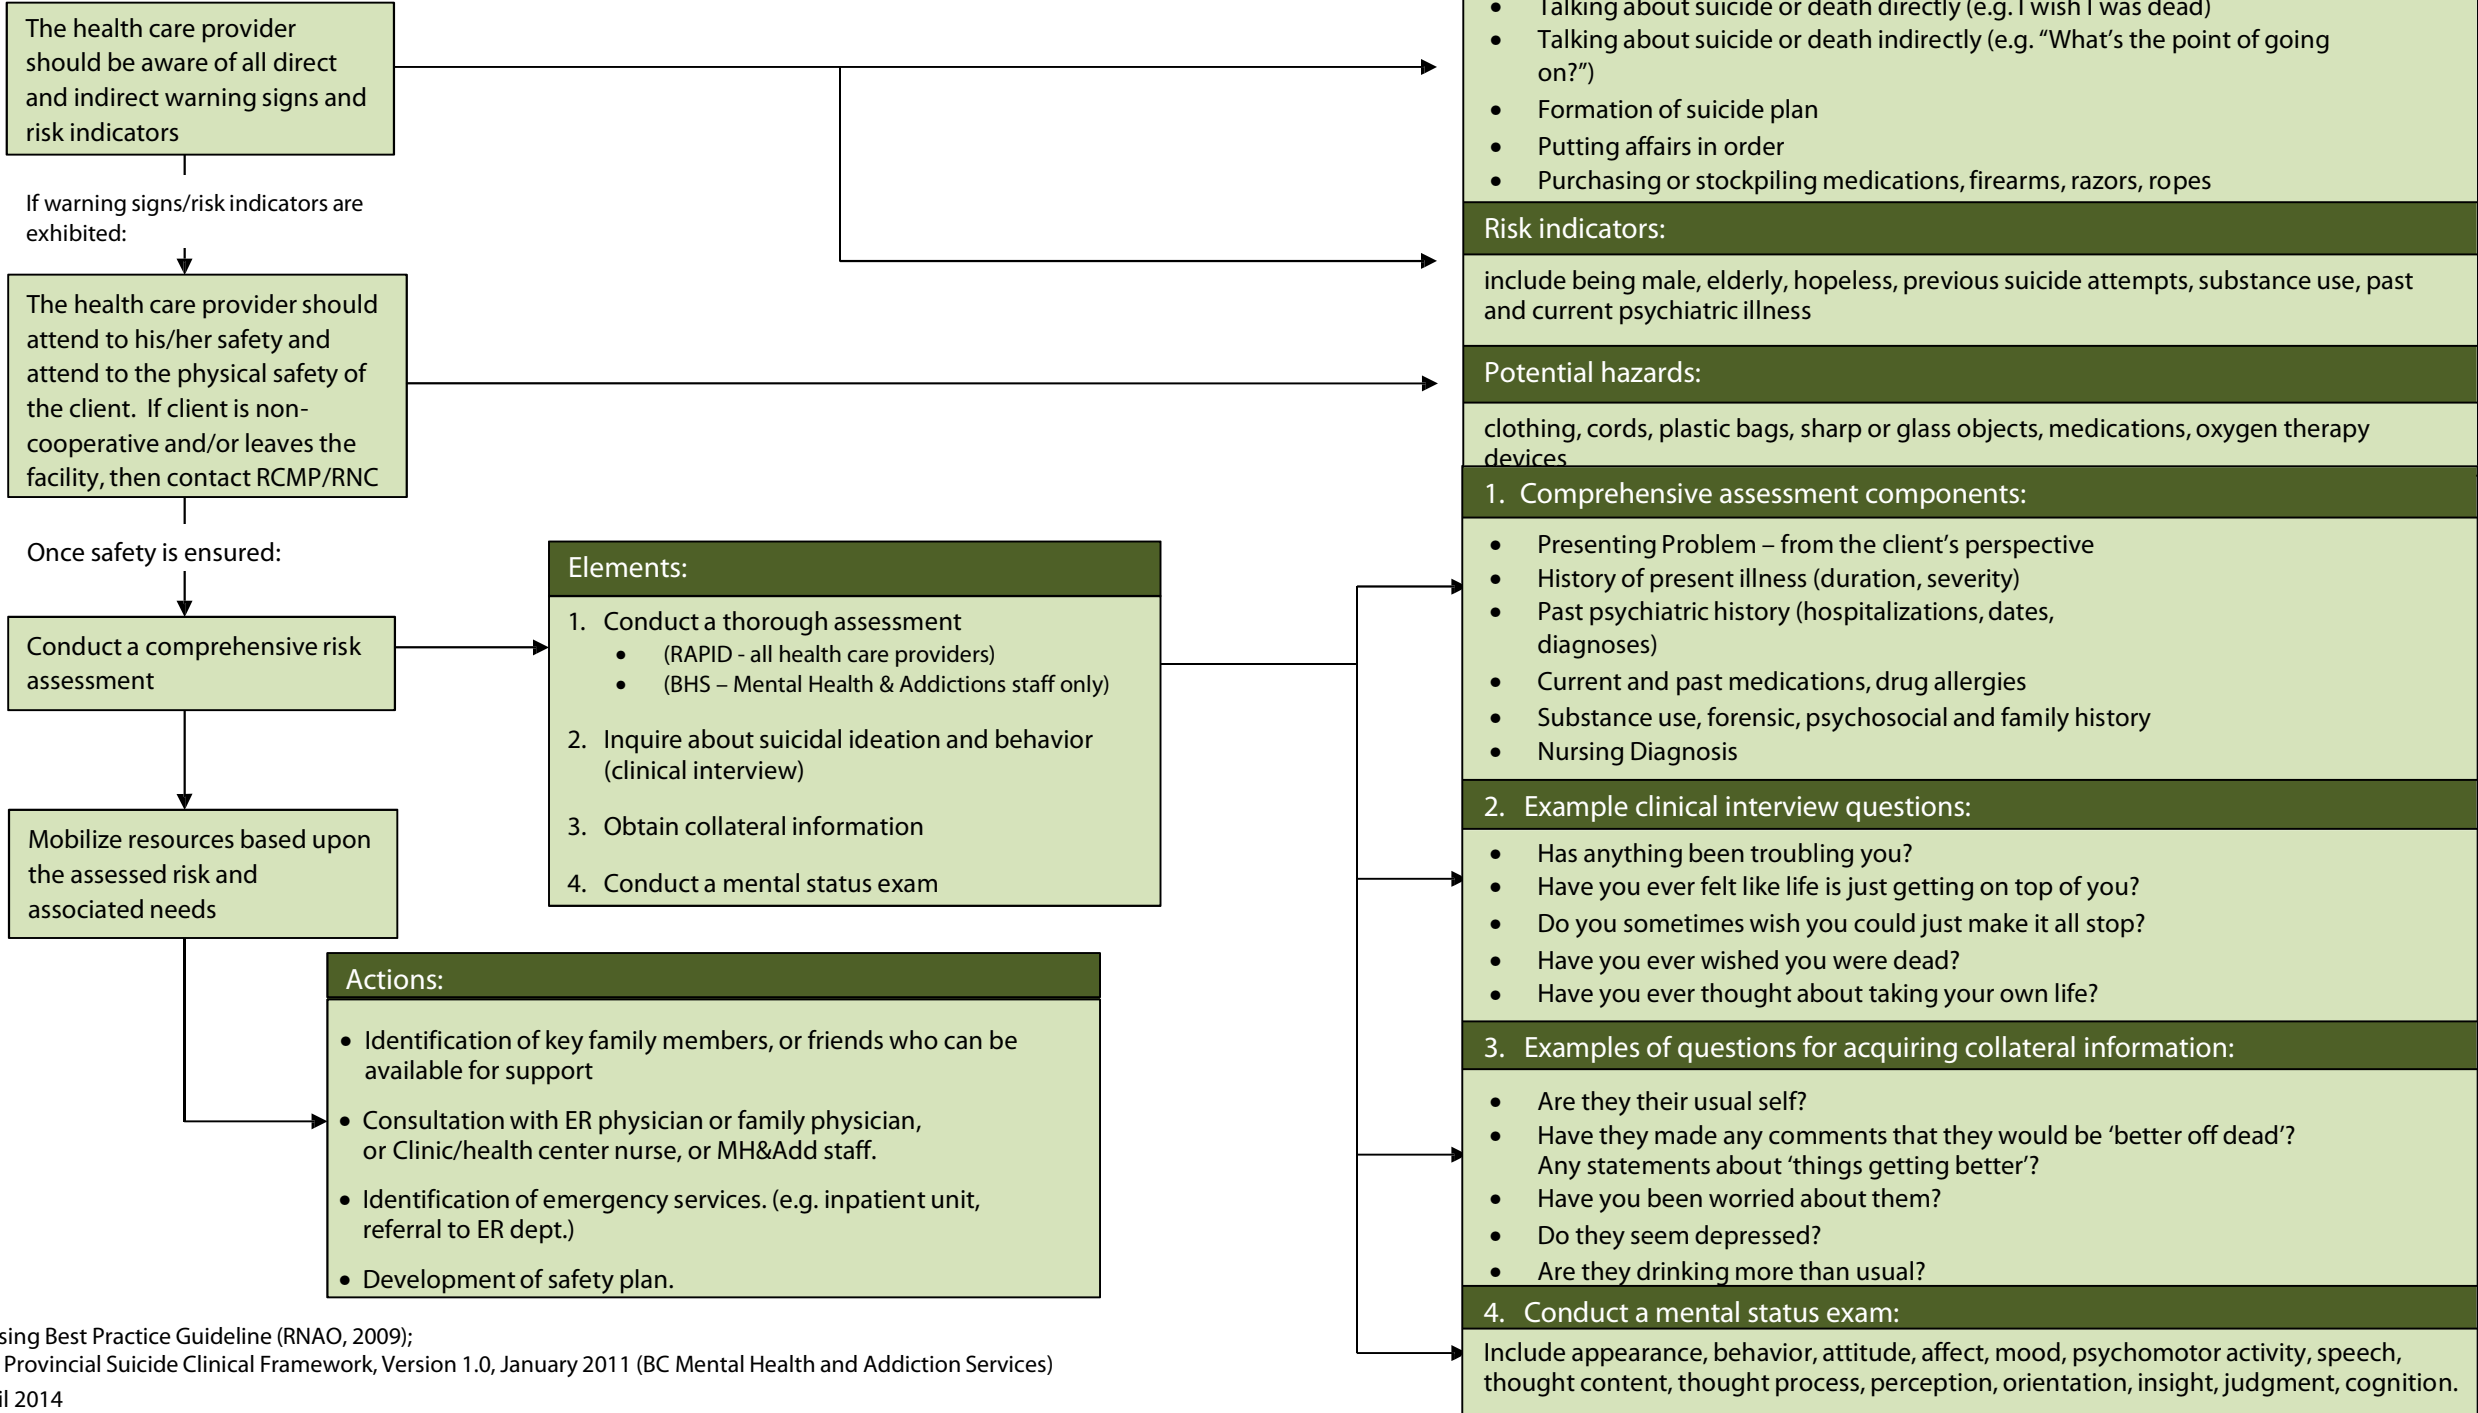 The health care provider
should be aware of all direct
and indirect warning signs and
risk indicators
If warning signs/risk indicators are
exhibited:
The health care provider should
attend to his/her safety and
attend to the physical safety of
the client. If client is non-
cooperative and/or leaves the
facility, then contact RCMP/RNC
Once safety is ensured:
Conduct a comprehensive risk
assessment
Mobilize resources based upon
the assessed risk and
associated needs
Elements:
1. Conduct a thorough assessment
• (RAPID - all health care providers)
• (BHS – Mental Health & Addictions staff only)
2. Inquire about suicidal ideation and behavior
(clinical interview)
3. Obtain collateral information
4. Conduct a mental status exam
Actions:
• Identification of key family members, or friends who can be
available for support
• Consultation with ER physician or family physician,
or Clinic/health center nurse, or MH&Add staff.
• Identification of emergency services. (e.g. inpatient unit,
referral to ER dept.)
• Development of safety plan.
• Talking about suicide or death directly (e.g. I wish I was dead)
• Talking about suicide or death indirectly (e.g. “What’s the point of going
on?”)
• Formation of suicide plan
• Putting affairs in order
• Purchasing or stockpiling medications, firearms, razors, ropes
Risk indicators:
include being male, elderly, hopeless, previous suicide attempts, substance use, past
and current psychiatric illness
Potential hazards:
clothing, cords, plastic bags, sharp or glass objects, medications, oxygen therapy
devices
1. Comprehensive assessment components:
• Presenting Problem – from the client’s perspective
• History of present illness (duration, severity)
• Past psychiatric history (hospitalizations, dates,
diagnoses)
• Current and past medications, drug allergies
• Substance use, forensic, psychosocial and family history
• Nursing Diagnosis
2. Example clinical interview questions:
• Has anything been troubling you?
• Have you ever felt like life is just getting on top of you?
• Do you sometimes wish you could just make it all stop?
• Have you ever wished you were dead?
• Have you ever thought about taking your own life?
3. Examples of questions for acquiring collateral information:
• Are they their usual self?
• Have they made any comments that they would be ‘better off dead’?
Any statements about ‘things getting better’?
• Have you been worried about them?
• Do they seem depressed?
• Are they drinking more than usual?
4. Conduct a mental status exam:
Include appearance, behavior, attitude, affect, mood, psychomotor activity, speech,
thought content, thought process, perception, orientation, insight, judgment, cognition.
sing Best Practice Guideline (RNAO, 2009);
Provincial Suicide Clinical Framework, Version 1.0, January 2011 (BC Mental Health and Addiction Services)
il 2014